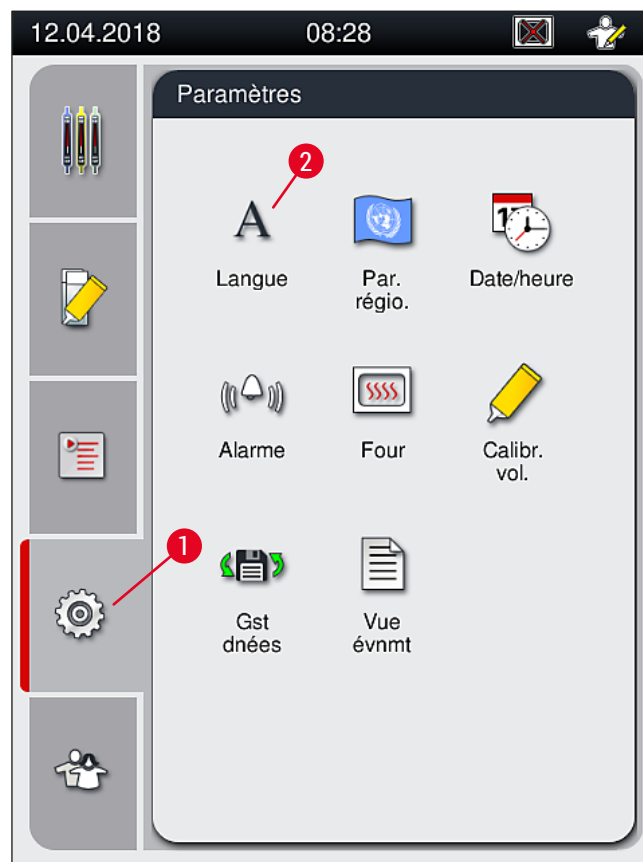 12.04.2018 08:28
Paramètres
2
Langue
Par.
régio.
17
Date/heure
Alarme
Four
Calibr.
vol.
1
Gst
dnées
Vue
évnmt